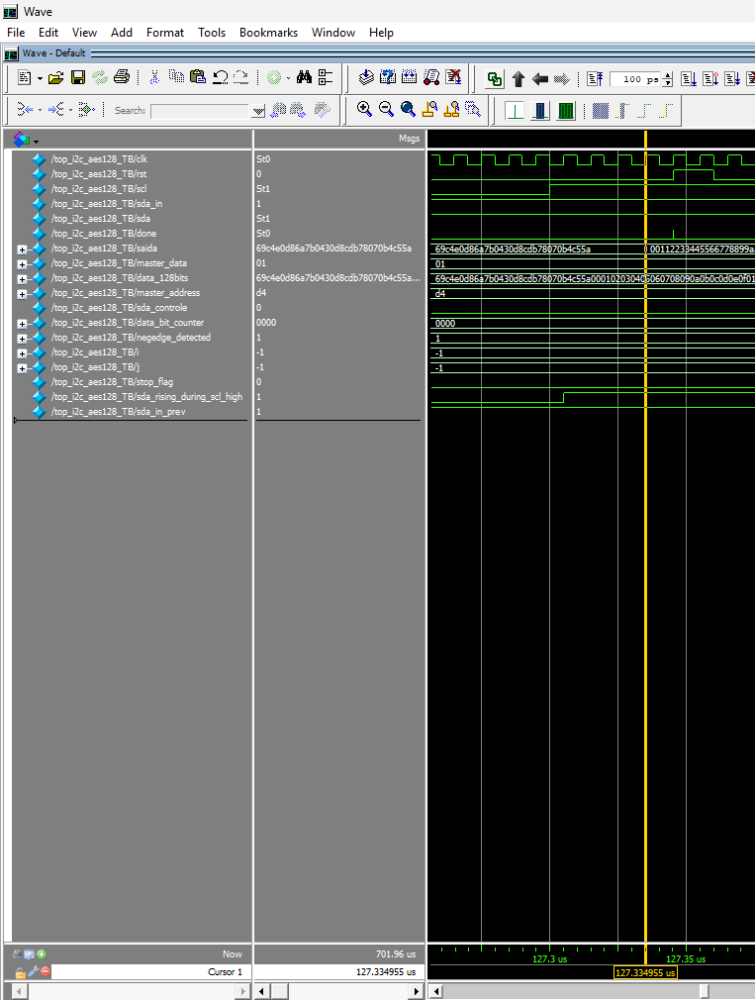 Wave
File Edit View Add Format Tools Bookmarks Window Help
Wave - Default
100 ps
Search:
Msgs
/top_i2c_aes128_TB/clk St0
/top_i2c_aes128_TB/rst 0
/top_i2c_aes128_TB/scl St1
/top_i2c_aes128_TB/sda_in 1
/top_i2c_aes128_TB/sda St1
/top_i2c_aes128_TB/done St0
/top_i2c_aes128_TB/saida 69c4e0d86a7b0430d8cdb78070b4c55a 69c4e0d86a7b0430d8cdb78070b4c55a 00112233445566778899a
/top_i2c_aes128_TB/master_data 01 01
/top_i2c_aes128_TB/data_128bits 69c4e0d86a7b0430d8cdb78070b4c55a... 69c4e0d86a7b0430d8cdb78070b4c55a000102030405060708090a0b0c0d0e0f01
/top_i2c_aes128_TB/master_address d4 d4
/top_i2c_aes128_TB/sda_controle 0
/top_i2c_aes128_TB/data_bit_counter 0000 0000
/top_i2c_aes128_TB/negedge_detected 1 1
/top_i2c_aes128_TB/i -1 -1
/top_i2c_aes128_TB/j -1 -1
/top_i2c_aes128_TB/stop_flag 0
/top_i2c_aes128_TB/sda_rising_during_scl_high 1
/top_i2c_aes128_TB/sda_in_prev 1
Now 701.96 us 127.3 us 127.35 us
Cursor 1 127.334955 us 127.334955 us